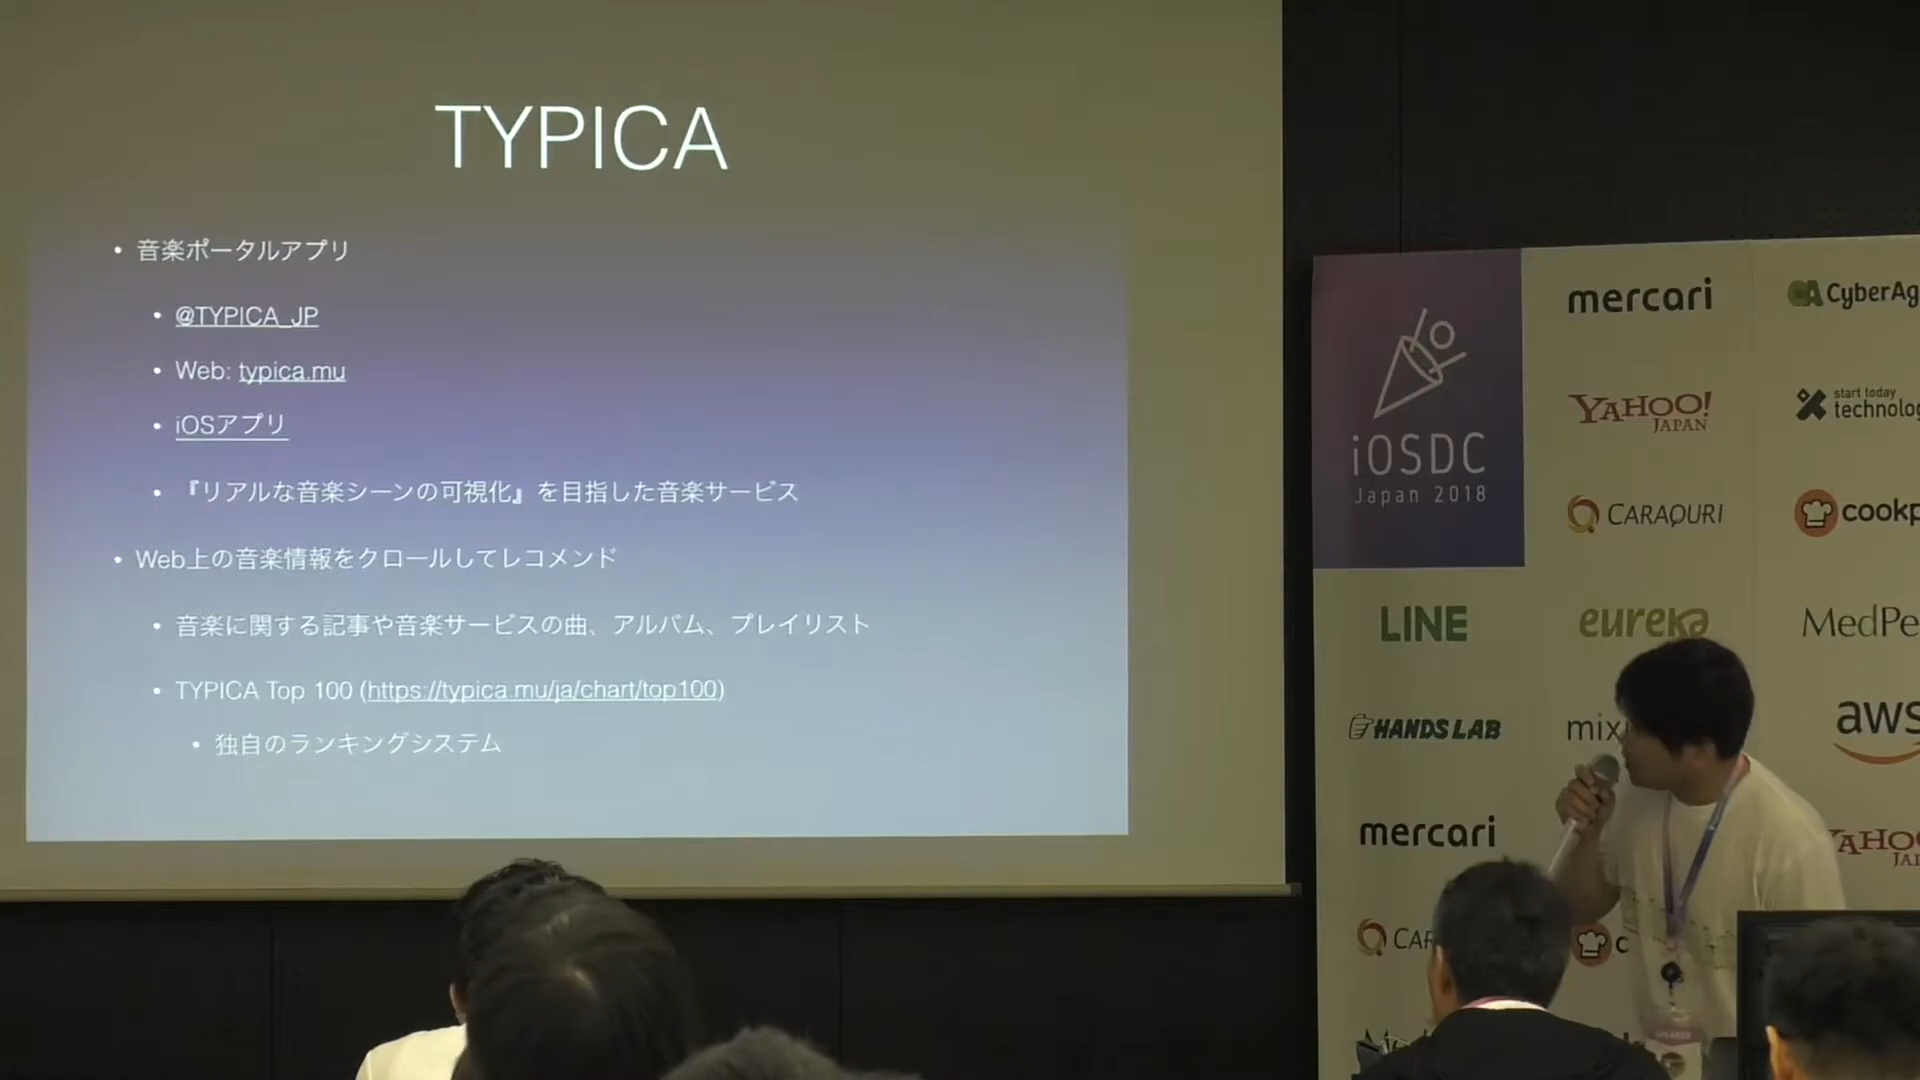 TYPICA
• 音楽ポータルアプリ
• @TYPICA_JP
• Web: typica.mu
• iOSアプリ
• 『リアルな音楽シーンの可視化』を目指した音楽サービス
• Web上の音楽情報をクロールしてレコメンド
• 音楽に関する記事や音楽サービスの曲、アルバム、プレイリスト
• TYPICA Top 100 (https://typica.mu/ja/chart/top100)
• 独自のランキングシステム
iOSDC
Japan 2018
mercari
CyberAg
YAHOO!
JAPAN
start today
technolog
CARAQURI
cookp
LINE
eureka
MedPe
HANDS LAB
mixi
aws
mercari
YAHOO
JA
CAR
c